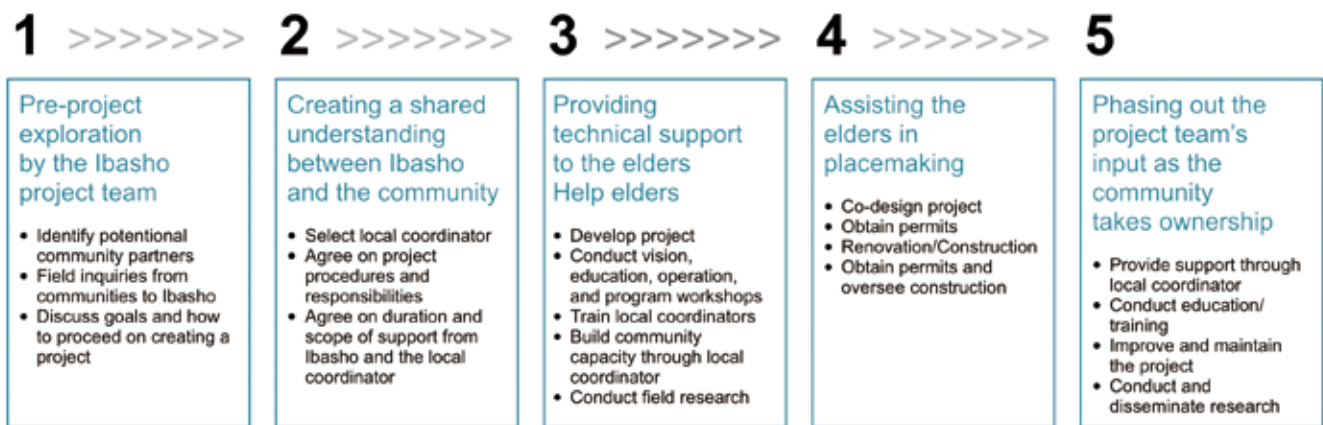 1 >>>>>>>
Pre-project
exploration
by the Ibasho
project team
• Identify potentional
community partners
• Field inquiries from
communities to Ibasho
• Discuss goals and how
to proceed on creating a
project
2 >>>>>>>
Creating a shared
understanding
between Ibasho
and the community
• Select local coordinator
• Agree on project
procedures and
responsibilities
• Agree on duration and
scope of support from
Ibasho and the local
coordinator
3 >>>>>>>
Providing
technical support
to the elders
Help elders
• Develop project
• Conduct vision,
education, operation,
and program workshops
• Train local coordinators
• Build community
capacity through local
coordinator
• Conduct field research
4 >>>>>>>
Assisting the
elders in
placemaking
• Co-design project
• Obtain permits
• Renovation/Construction
• Obtain permits and
oversee construction
5
Phasing out the
project team's
input as the
community
takes ownership
• Provide support through
local coordinator
• Conduct education/
training
• Improve and maintain
the project
• Conduct and
disseminate research